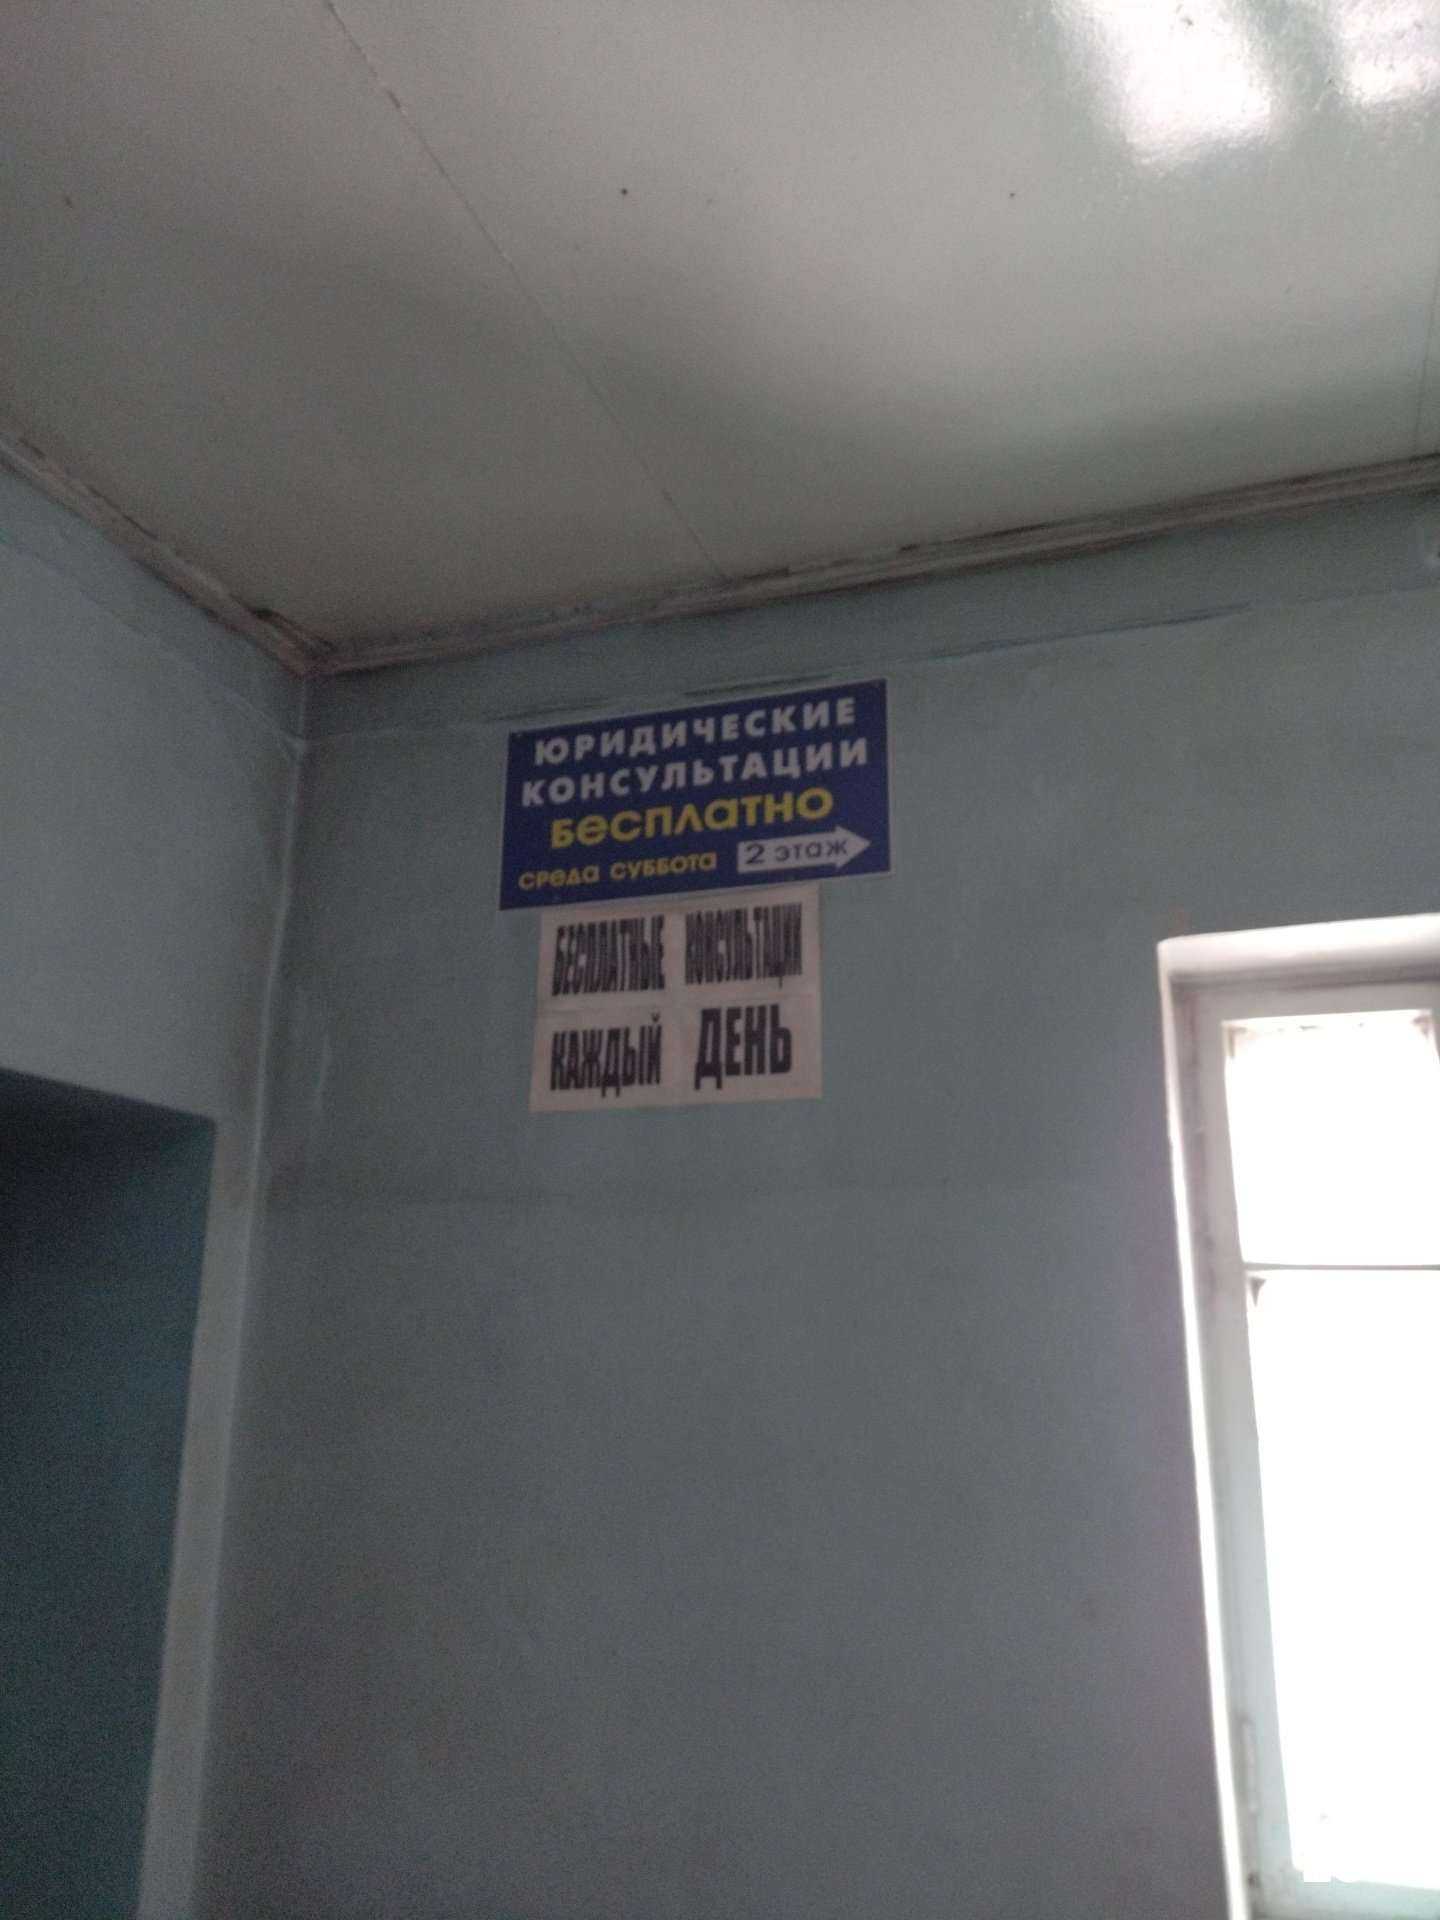 ЮРИДИЧЕСКИЕ
КОНСУЛЬТАЦИИ
БЕСПЛАТНО
СРЕДА СУББОТА 2 ЭТАЖ
БЕСПЛАТНЫЕ КОНСУЛЬТАЦИИ
КАЖДЫЙ ДЕНЬ